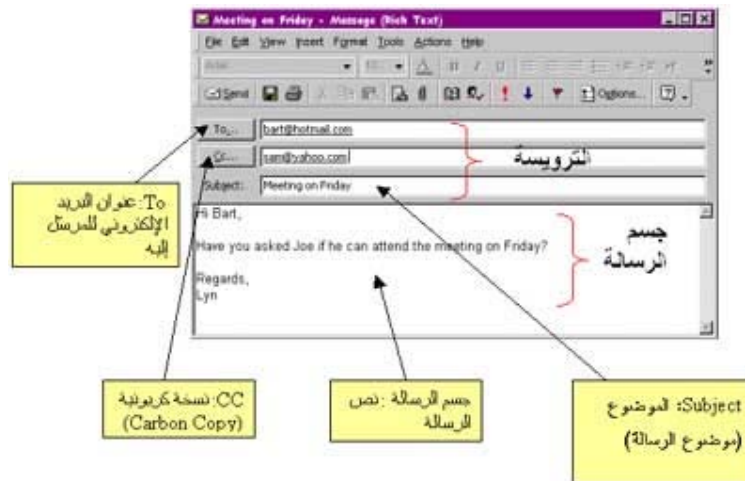 Meeting on Friday - Message (Rich Text)
File Edit View Insert Format Tools Actions Help
Arial 10
Send Options...
To... bart@hotmail.com
Cc... sam@yahoo.com
Subject: Meeting on Friday
الترويسة
Hi Bart,
Have you asked Joe if he can attend the meeting on Friday?
Regards,
Lyn
جسم
الرسالة
To: عنوان البريد
الإلكتروني للمرسل
إليه
CC: نسخة كربونية
(Carbon Copy)
جسم الرسالة: نص
الرسالة
Subject: الموضوع
(موضوع الرسالة)